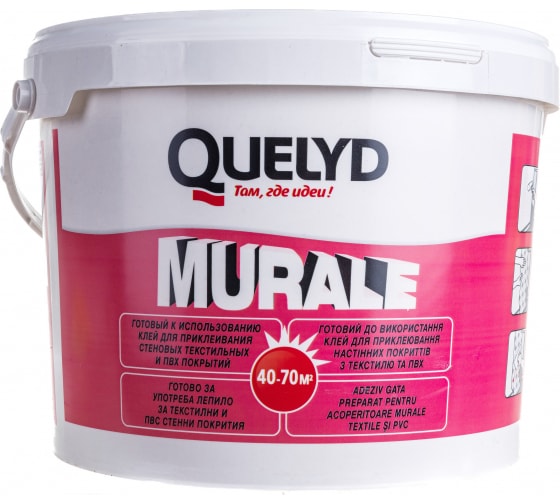 QUELYD
Там, где идеи!
MURALE
ГОТОВЫЙ К ИСПОЛЬЗОВАНИЮ
КЛЕЙ ДЛЯ ПРИКЛЕИВАНИЯ
СТЕНОВЫХ ТЕКСТИЛЬНЫХ
И ПВХ ПОКРЫТИЙ
ГОТОВИЙ ДО ВИКОРИСТАННЯ
КЛЕЙ ДЛЯ ПРИКЛЕЮВАННЯ
НАСТІННИХ ПОКРИТТІВ
З ТЕКСТИЛЮ ТА ПВХ
40-70 м²
ГОТОВО ЗА
УПОТРЕБА ЛЕПИЛО
ЗА ТЕКСТИЛНИ И
ПВС СТЕННИ ПОКРИТИЯ
ADEZIV GATA
PREPARAT PENTRU
ACOPERITOARE MURALE
TEXTILE ȘI PVC